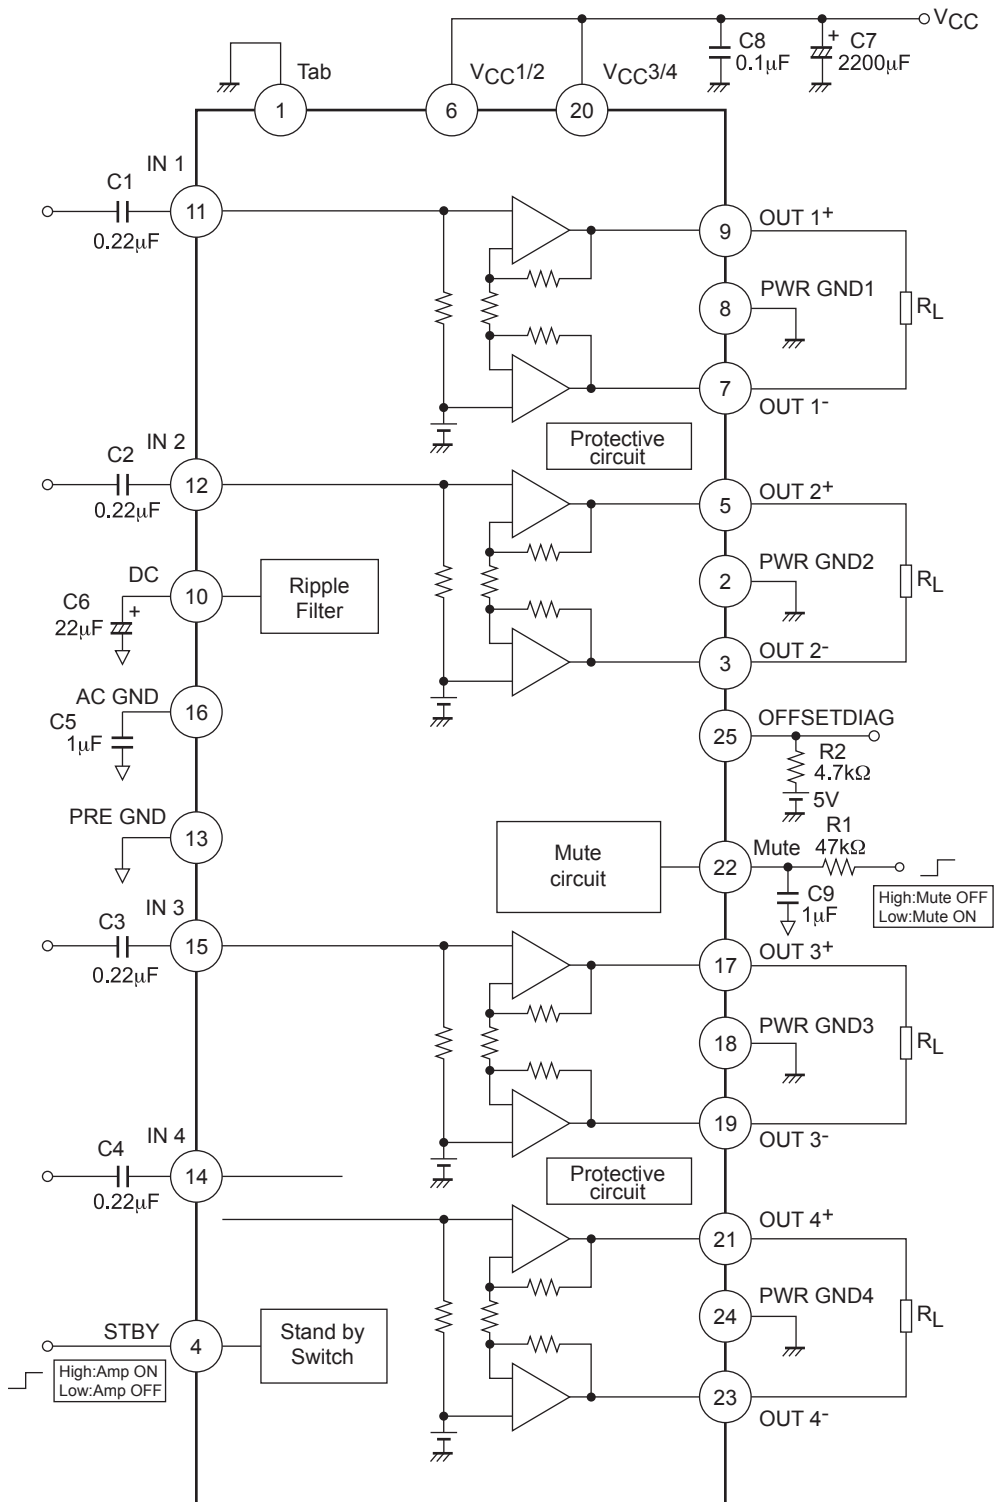 VCC
C8
0.1µF
+
C7
2200µF
Tab
VCC1/2
VCC3/4
1
6
20
IN 1
C1
0.22µF
11
9
OUT 1+
8
PWR GND1
RL
7
OUT 1-
Protective
circuit
IN 2
C2
0.22µF
12
5
OUT 2+
DC
C6
22µF
+
10
Ripple
Filter
2
PWR GND2
RL
3
OUT 2-
AC GND
C5
1µF
16
25
OFFSETDIAG
R2
4.7kΩ
5V
PRE GND
13
Mute
circuit
22
Mute
R1
47kΩ
C9
1µF
High:Mute OFF
Low:Mute ON
IN 3
C3
0.22µF
15
17
OUT 3+
18
PWR GND3
RL
19
OUT 3-
IN 4
C4
0.22µF
14
Protective
circuit
21
OUT 4+
24
PWR GND4
RL
STBY
4
Stand by
Switch
High:Amp ON
Low:Amp OFF
23
OUT 4-